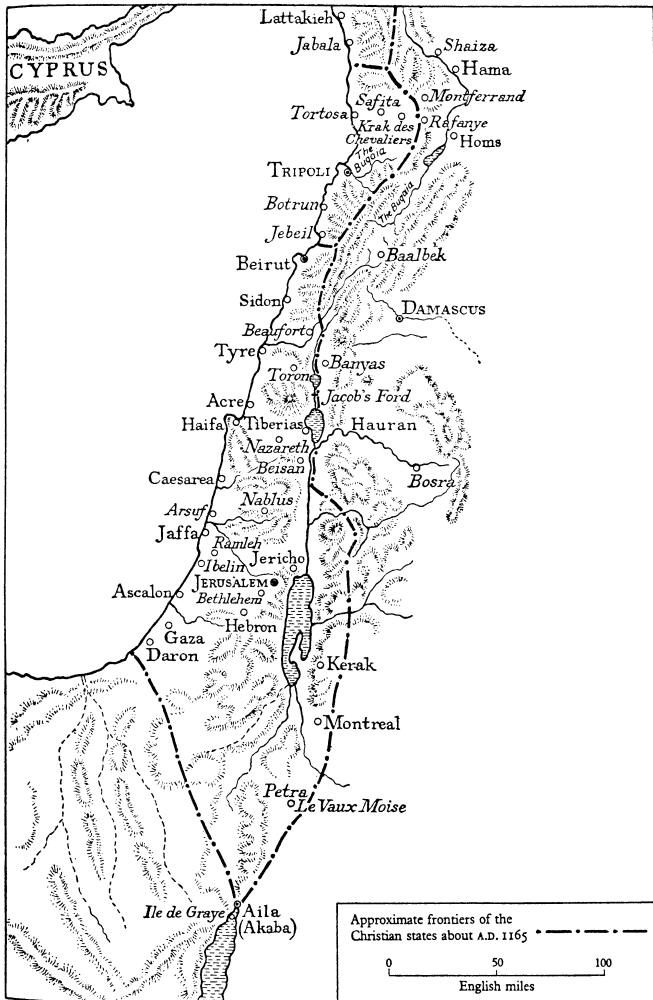 Lattakieh
Jabala
Shaiza
CYPRUS
Hama
Montferrand
Safita
Tortosa
Krak des
Chevaliers
Rafanye
Homs
The
Bugaia
TRIPOLI
The Bugaia
Botrun
Jebeil
Baalbek
Beirut
Sidon
DAMASCUS
Beaufort
Tyre
Banyas
Toron
Jacob's Ford
Acre
Haifa
Tiberias
Hauran
Nazareth
Beisan
Caesarea
Bosra
Nablus
Arsuf
Jaffa
Ramleh
Ibelin
Jericho
JERUSALEM
Ascalon
Bethlehem
Hebron
Gaza
Daron
Kerak
Montreal
Petra
Le Vaux Moise
Ile de Graye
Aila
(Akaba)
Approximate frontiers of the
Christian states about A.D. 1165
0 50 100
English miles